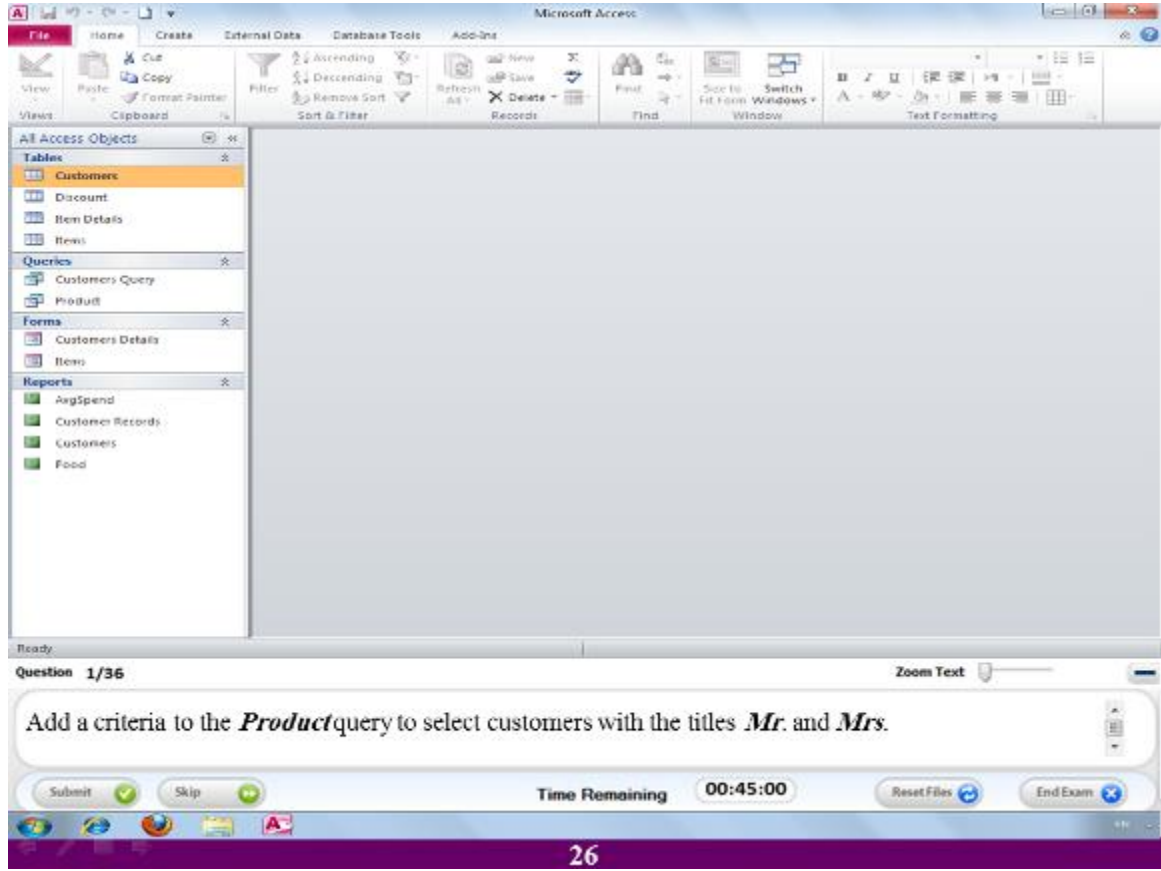 Microsoft Access
File Home Create External Data Database Tools Add-Ins
View Paste Cut Copy Format Painter
Filter Ascending Descending Remove Sort
Refresh All New Save Delete
Find
Size to Fit Form Switch Windows
Views Clipboard Sort & Filter Records Find Window Text Formatting
All Access Objects
Tables
Customers
Discount
Item Details
Items
Queries
Customers Query
Product
Forms
Customers Details
Items
Reports
AvgSpend
Customer Records
Customers
Food
Ready
Question 1/36 Zoom Text
Add a criteria to the Product query to select customers with the titles Mr. and Mrs.
Submit Skip Time Remaining 00:45:00 Reset Files End Exam
26